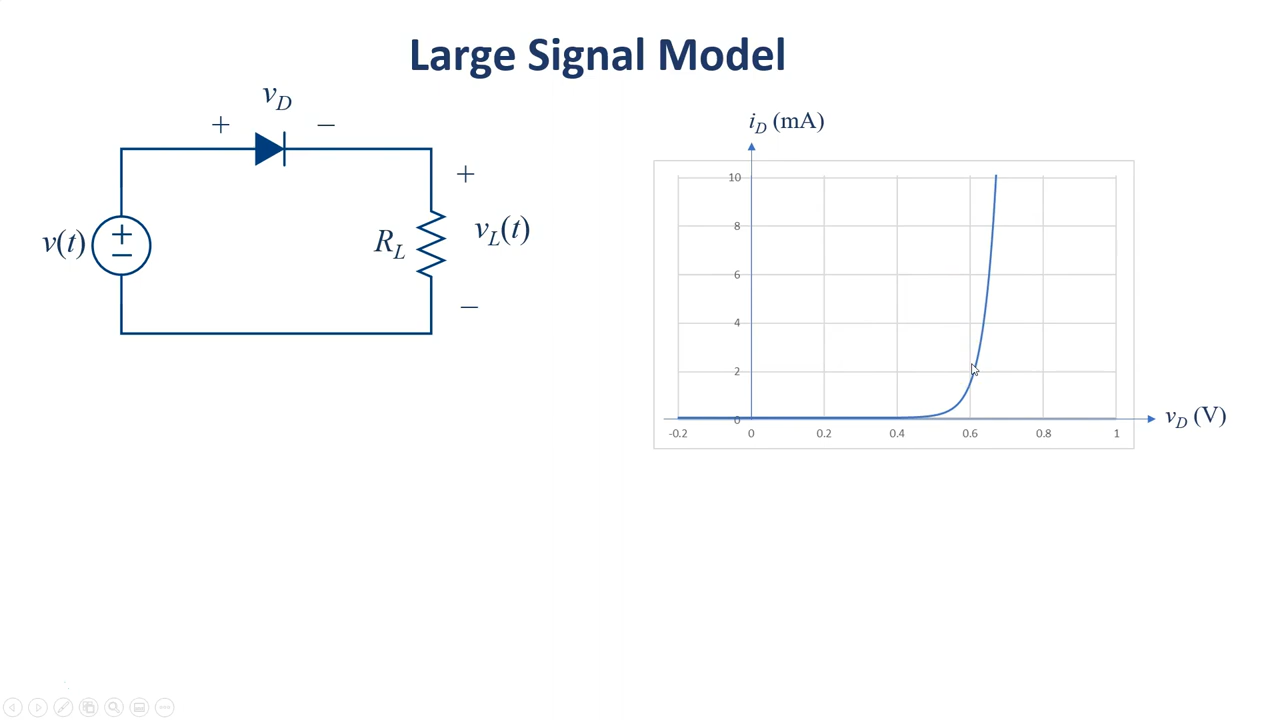 Large Signal Model
v_D
+ −
+
v(t)
+
−
R_L
v_L(t)
−
i_D (mA)
10
8
6
4
2
0
-0.2 0 0.2 0.4 0.6 0.8 1
v_D (V)